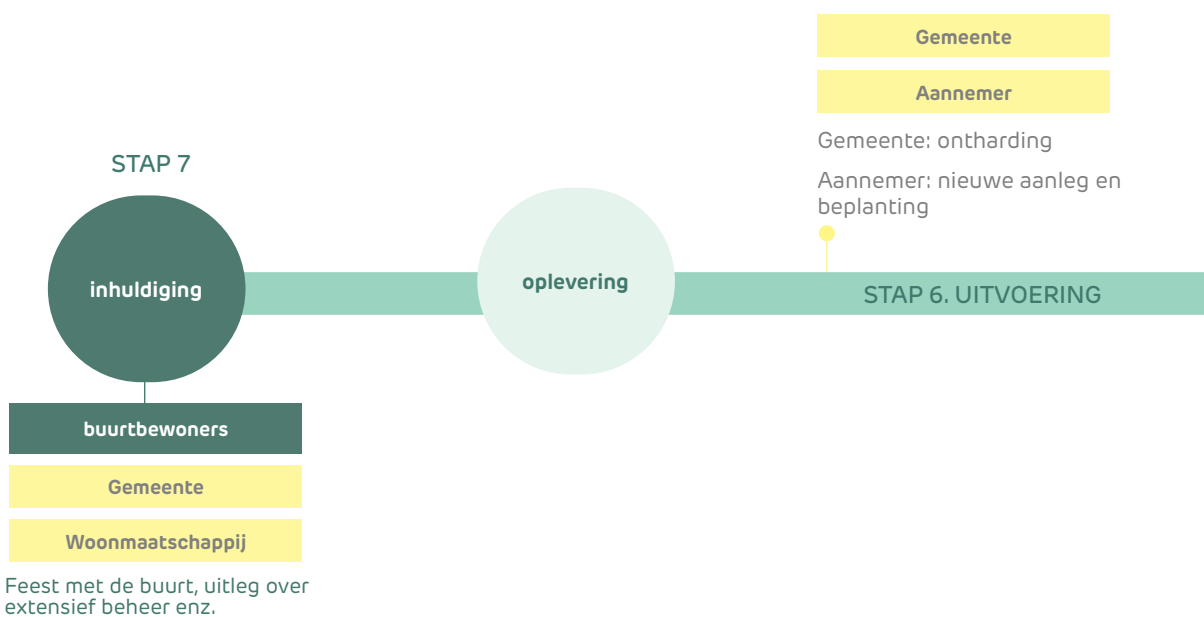 Gemeente
Aannemer
Gemeente: ontharding
Aannemer: nieuwe aanleg en
beplanting
STAP 7
inhuldiging
oplevering
STAP 6. UITVOERING
buurtbewoners
Gemeente
Woonmaatschappij
Feest met de buurt, uitleg over
extensief beheer enz.